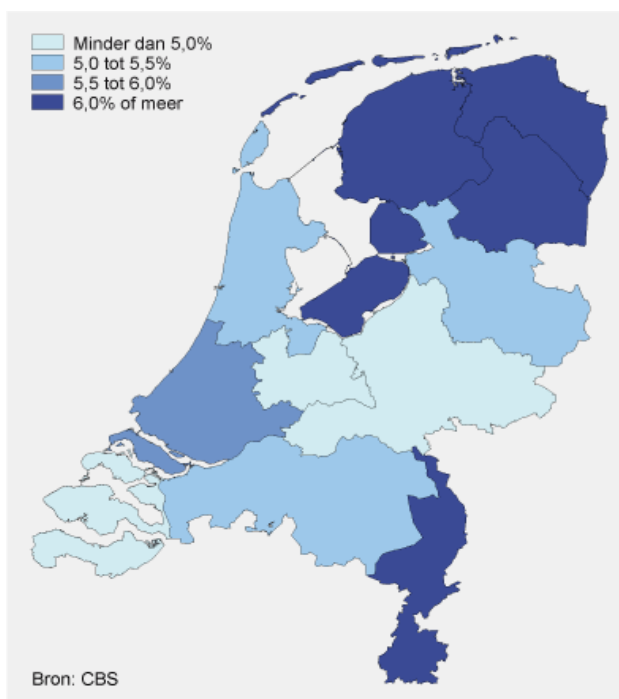 Minder dan 5,0%
5,0 tot 5,5%
5,5 tot 6,0%
6,0% of meer
Bron: CBS